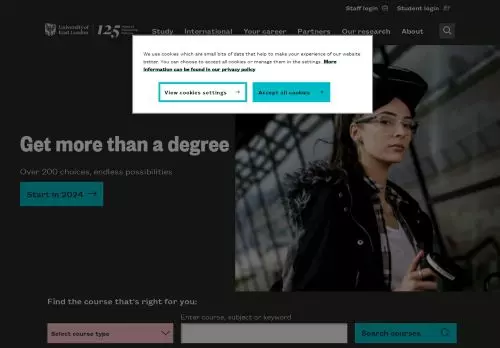 Staff login
Student login
University of
East London
125
Study
International
Your career
Partners
Our research
About
We use cookies which are small bits of data that help to make your experience of our website
better. You can choose to accept all cookies or manage them in the settings. More
information can be found in our privacy policy
View cookies settings →
Accept all cookies →
Get more than a degree
Over 200 choices, endless possibilities
Start in 2024 →
Find the course that's right for you:
Enter course, subject or keyword
Select course type
Search courses